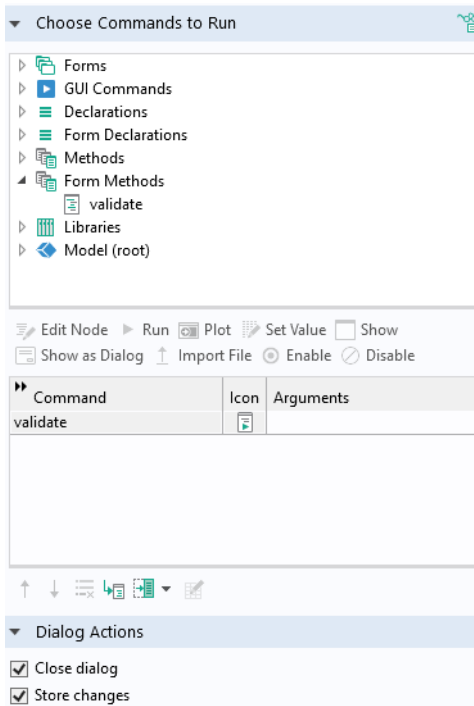 Choose Commands to Run
Forms
GUI Commands
Declarations
Form Declarations
Methods
Form Methods
validate
Libraries
Model (root)
Edit Node Run Plot Set Value Show
Show as Dialog Import File Enable Disable
Command Icon Arguments
validate
Dialog Actions
Close dialog
Store changes